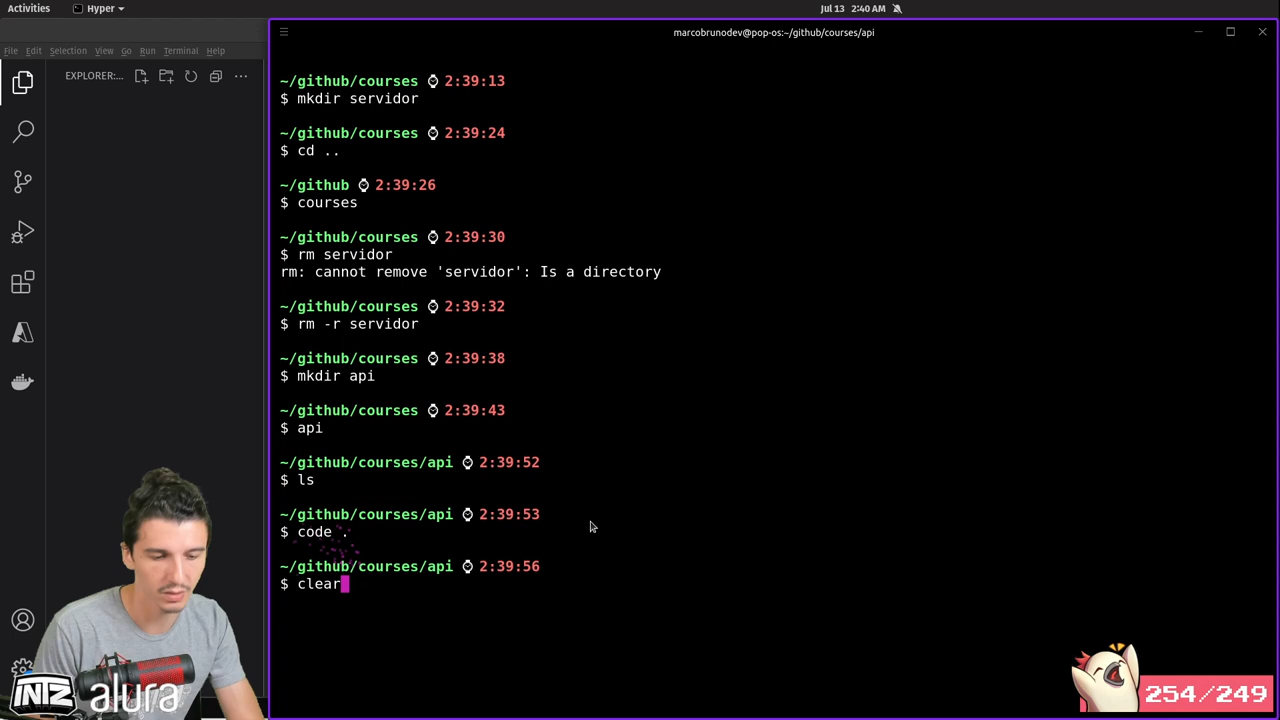 Activities
Hyper
Jul 13 2:40 AM
marcobrunodev@pop-os:~/github/courses/api
File Edit Selection View Go Run Terminal Help
EXPLORER:...
~/github/courses 2:39:13
$ mkdir servidor
~/github/courses 2:39:24
$ cd ..
~/github 2:39:26
$ courses
~/github/courses 2:39:30
$ rm servidor
rm: cannot remove 'servidor': Is a directory
~/github/courses 2:39:32
$ rm -r servidor
~/github/courses 2:39:38
$ mkdir api
~/github/courses 2:39:43
$ api
~/github/courses/api 2:39:52
$ ls
~/github/courses/api 2:39:53
$ code .
~/github/courses/api 2:39:56
$ clear
INTZ alura
254/249